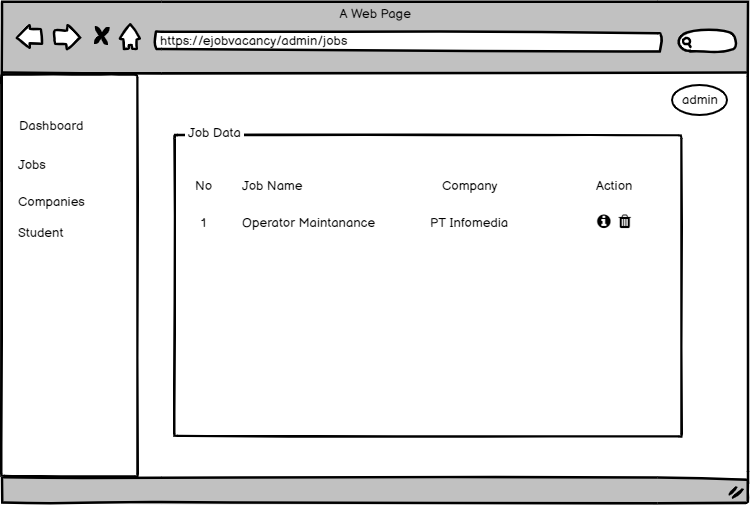 A Web Page
https://ejobvacancy/admin/jobs
admin
Dashboard
Jobs
Companies
Student
Job Data
No Job Name Company Action
1 Operator Maintanance PT Infomedia